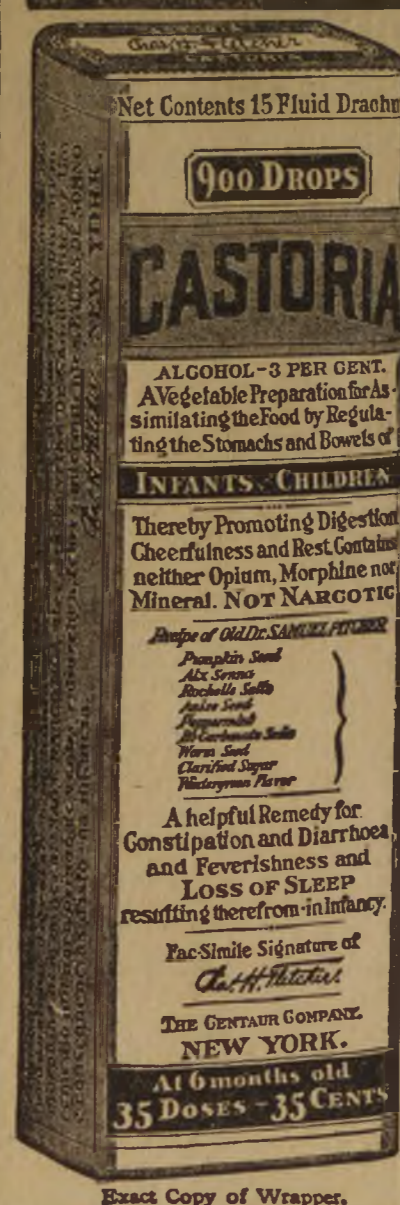 Chas H Fletcher
Net Contents 15 Fluid Drachm
900 DROPS
CASTORIA
ALCOHOL-3 PER CENT.
A Vegetable Preparation for As-
similating the Food by Regula-
ting the Stomachs and Bowels of
INFANTS CHILDREN
Thereby Promoting Digestion
Cheerfulness and Rest. Contains
neither Opium, Morphine nor
Mineral. NOT NARCOTIC
Recipe of Old Dr. SAMUEL PITCHER
Pumpkin Seed
Alx Senna
Rochelle Salts
Anise Seed
Peppermint
Bi Carbonate Soda
Worm Seed
Clarified Sugar
Wintergreen Flavor
A helpful Remedy for
Constipation and Diarrhoea,
and Feverishness and
LOSS OF SLEEP
resulting therefrom-in Infancy.
Fac-Simile Signature of
Chas. H. Fletcher.
THE CENTAUR COMPANY.
NEW YORK.
At 6 months old
35 DOSES - 35 CENTS
Exact Copy of Wrapper.
NEW YORK.